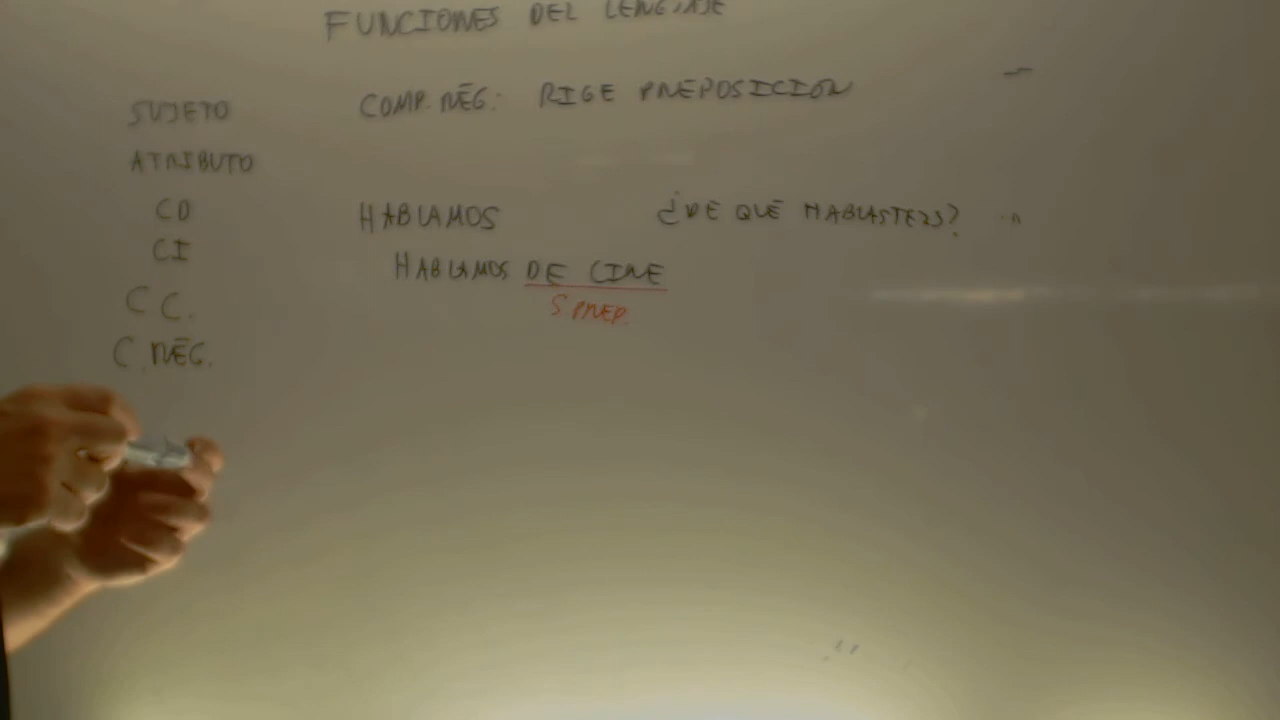 FUNCIONES DEL LENGUAJE
SUJETO
ATRIBUTO
CD
CI
C C.
C. RÉG.
COMP. RÉG.: RIGE PREPOSICIÓN
HABLAMOS
¿DE QUÉ HABLASTEIS?
HABLAMOS DE CINE
S PREP.